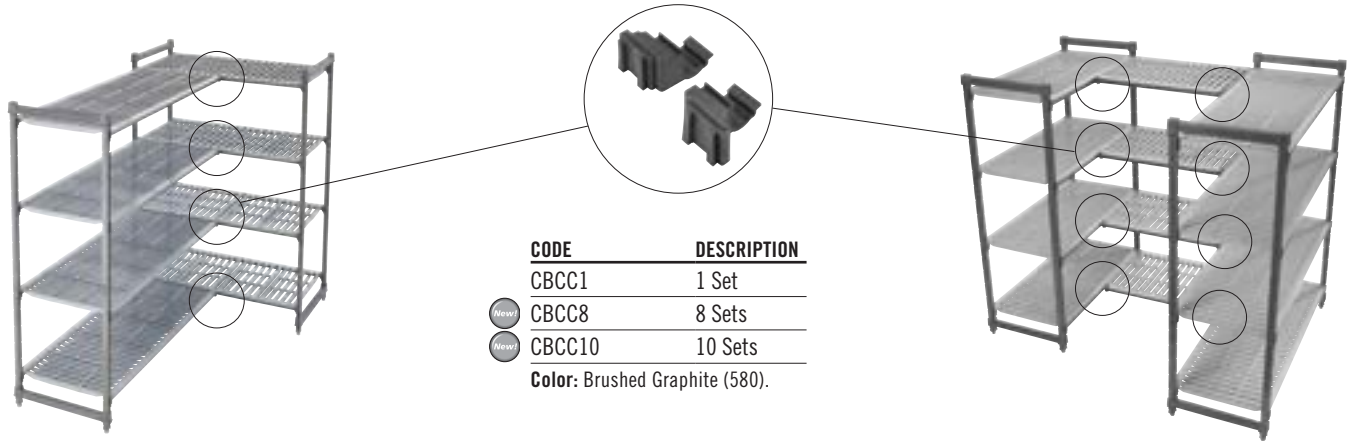 CODE DESCRIPTION
CBCC1 1 Set
New! CBCC8 8 Sets
New! CBCC10 10 Sets
Color: Brushed Graphite (580).